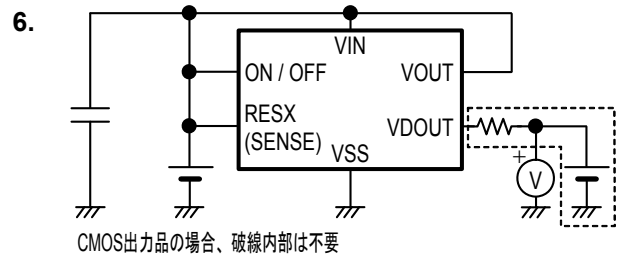 6.
VIN
ON / OFF
VOUT
RESX
(SENSE)
VDOUT
VSS
+
V
CMOS出力品の場合、破線内部は不要